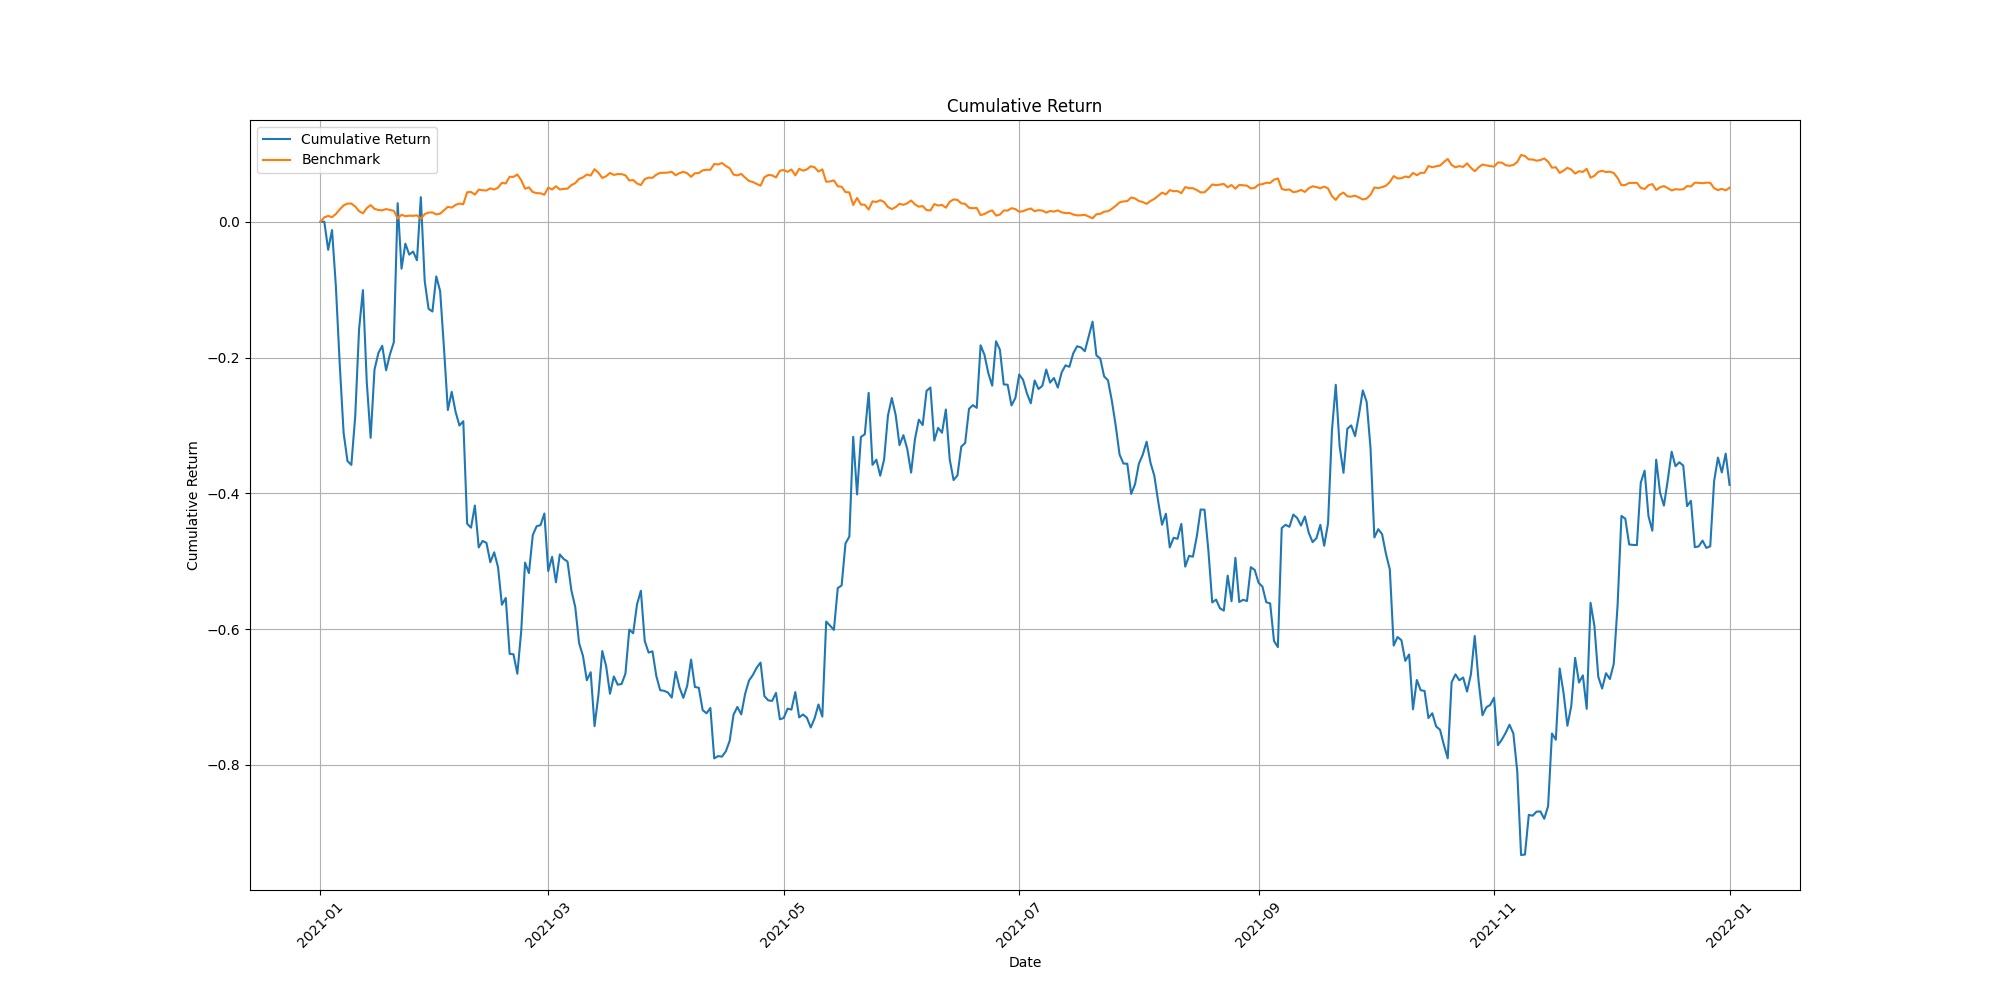 Cumulative Return
Cumulative Return
Benchmark
0.0
−0.2
−0.4
−0.6
−0.8
Cumulative Return
2021-01
2021-03
2021-05
2021-07
2021-09
2021-11
2022-01
Date